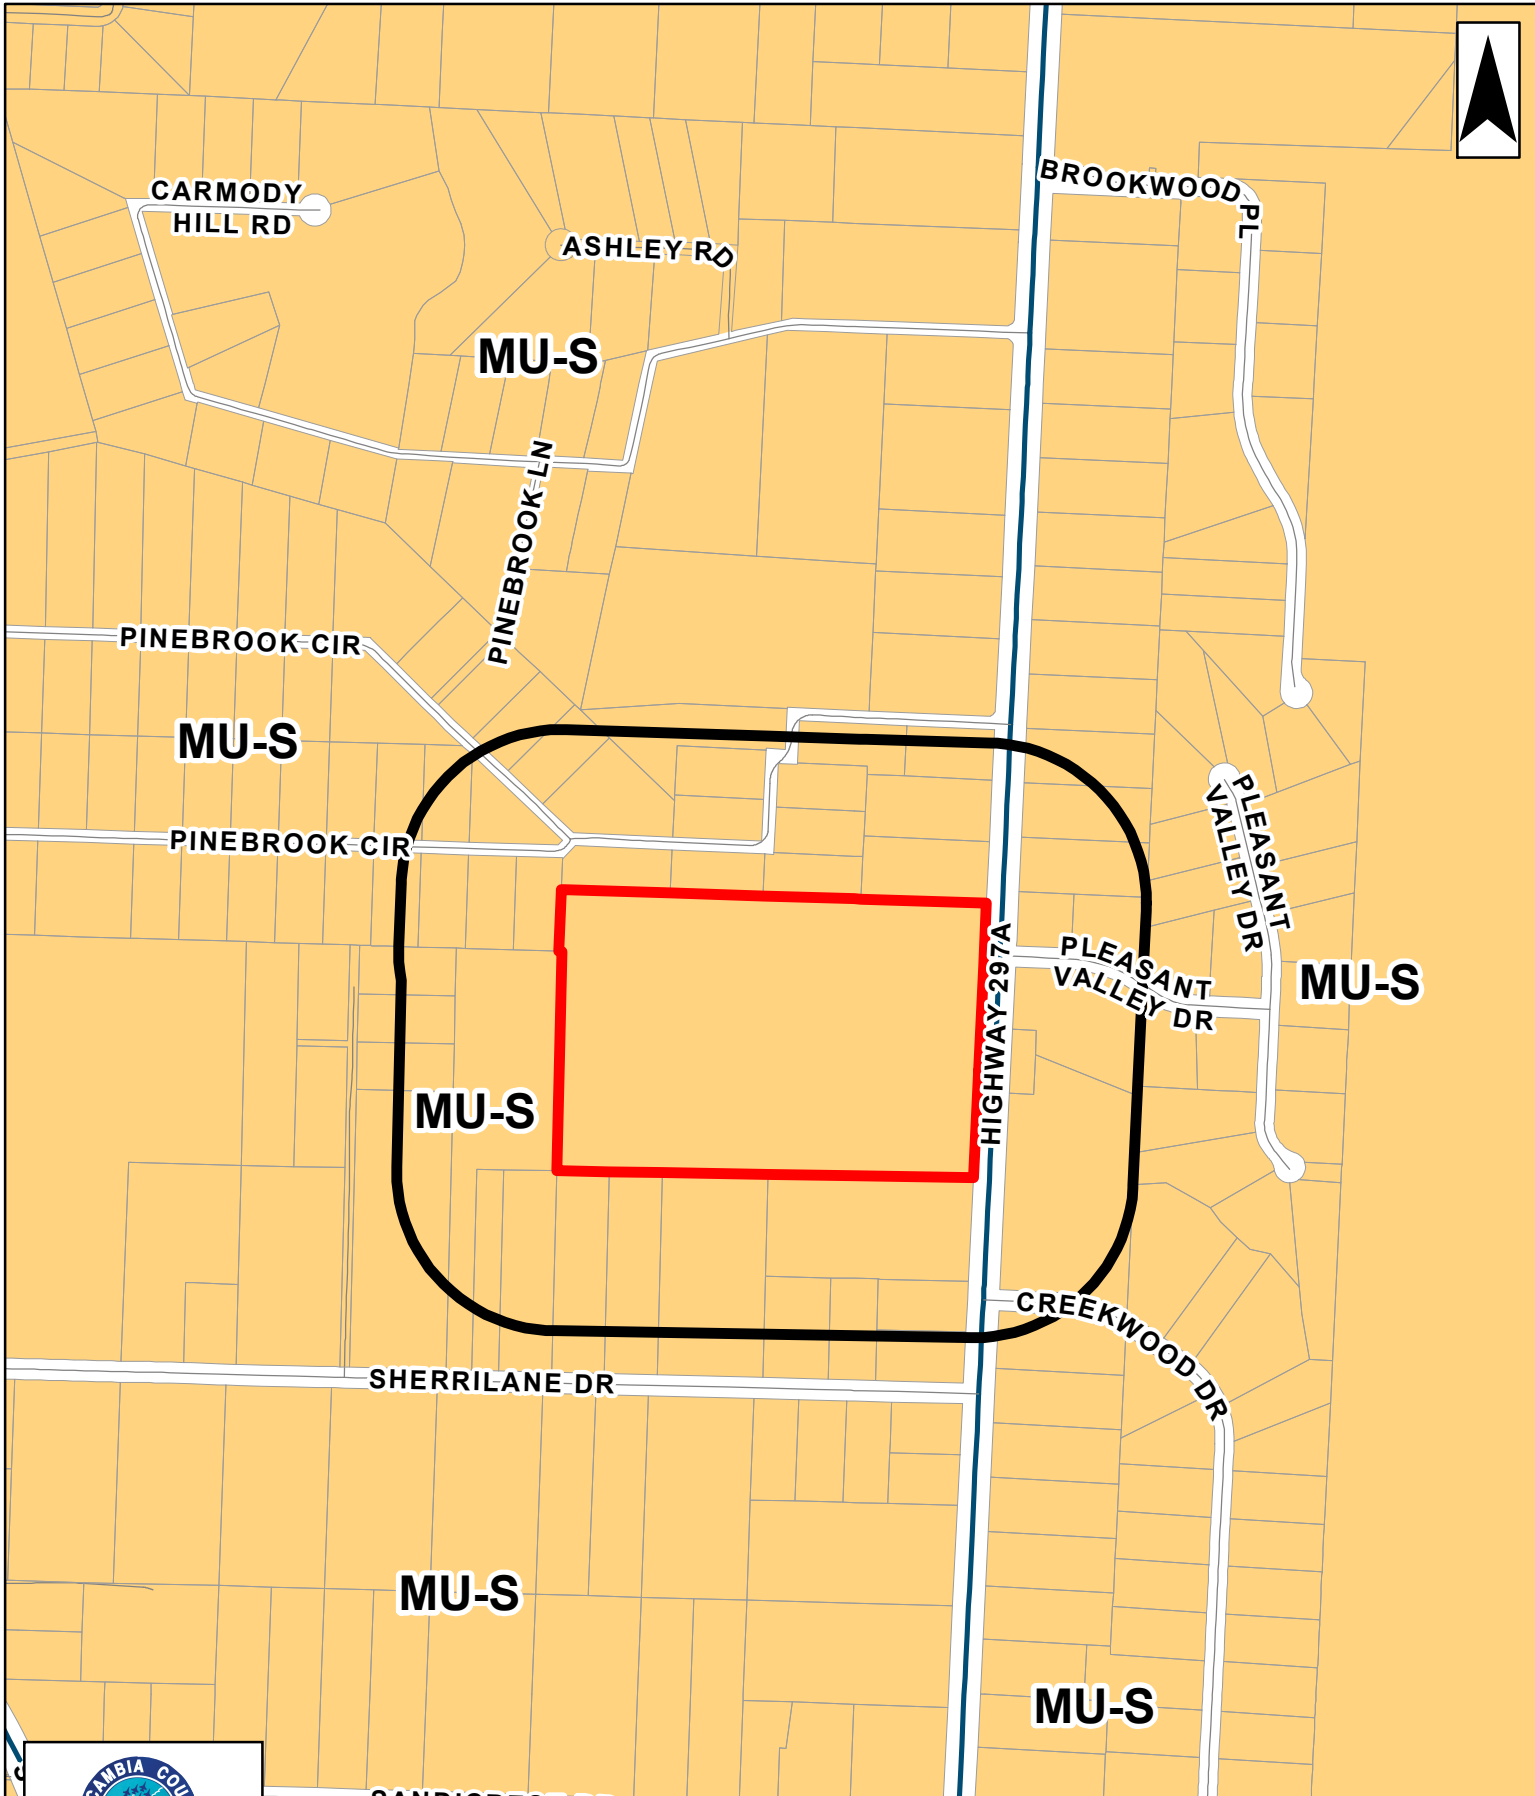 BROOKWOOD PL
CARMODY
HILL RD
ASHLEY RD
MU-S
PINEBROOK LN
PINEBROOK CIR
MU-S
PINEBROOK CIR
PLEASANT
VALLEY DR
HIGHWAY 297A
PLEASANT
VALLEY DR
MU-S
MU-S
CREEKWOOD DR
SHERRILANE DR
MU-S
MU-S